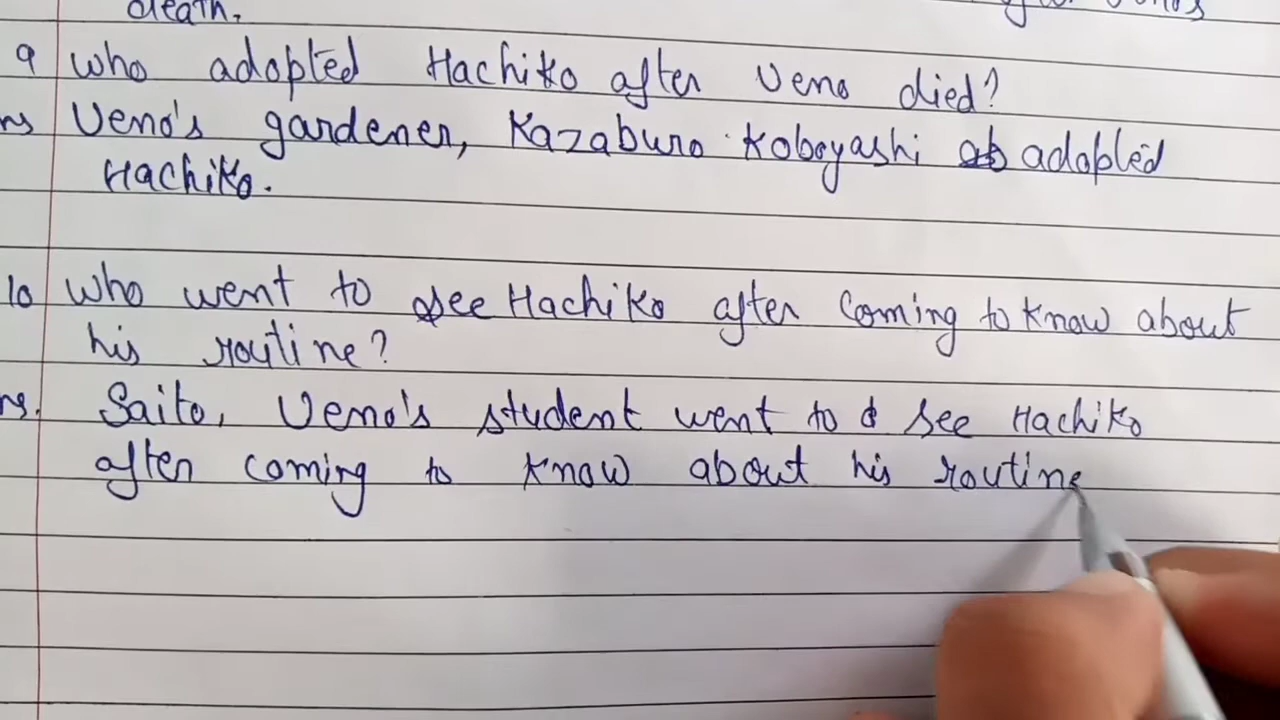 death.
9 Who adopted Hachiko after Ueno died?
ns Ueno's gardener, Kazaburo Kobayashi adopted
Hachiko.
10 Who went to see Hachiko after coming to know about
his routine?
ns. Saito, Ueno's student went to see Hachiko
after coming to know about his routine